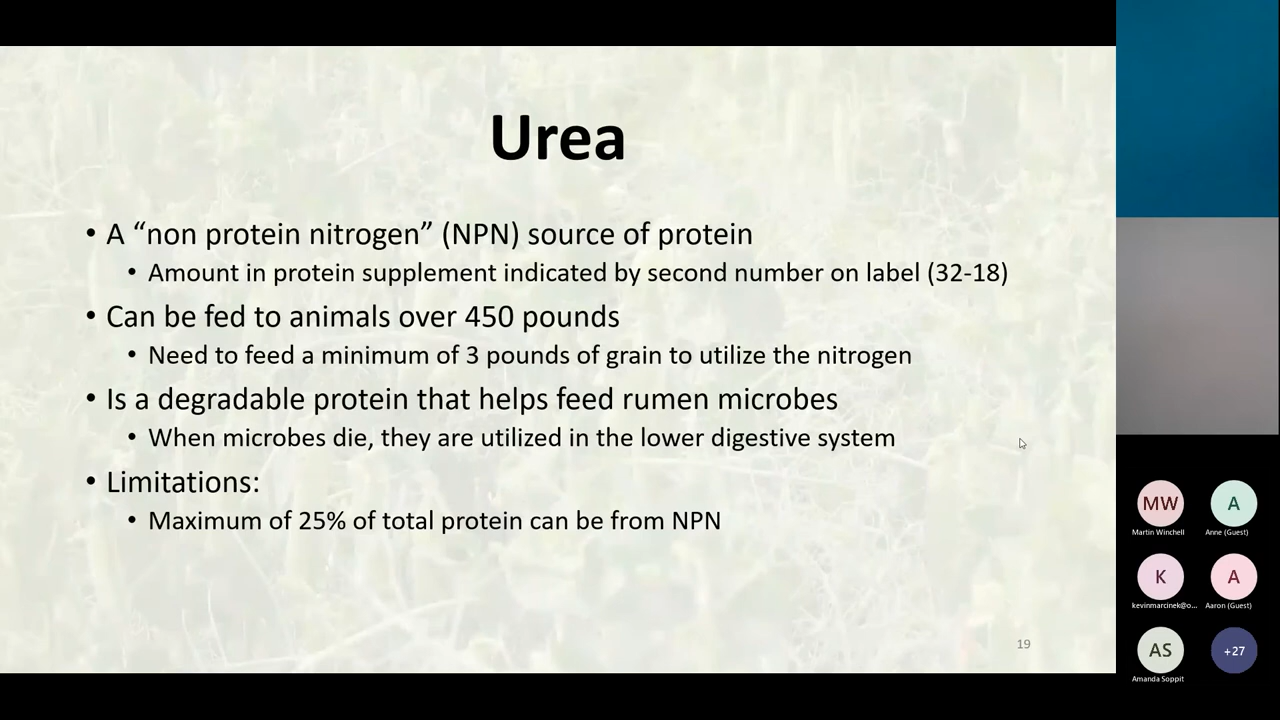 Urea
• A “non protein nitrogen” (NPN) source of protein
• Amount in protein supplement indicated by second number on label (32-18)
• Can be fed to animals over 450 pounds
• Need to feed a minimum of 3 pounds of grain to utilize the nitrogen
• Is a degradable protein that helps feed rumen microbes
• When microbes die, they are utilized in the lower digestive system
• Limitations:
• Maximum of 25% of total protein can be from NPN
19
MW
Martin Winchell
A
Anne (Guest)
K
kevinmarcinek@o...
A
Aaron (Guest)
AS
Amanda Soppit
+27